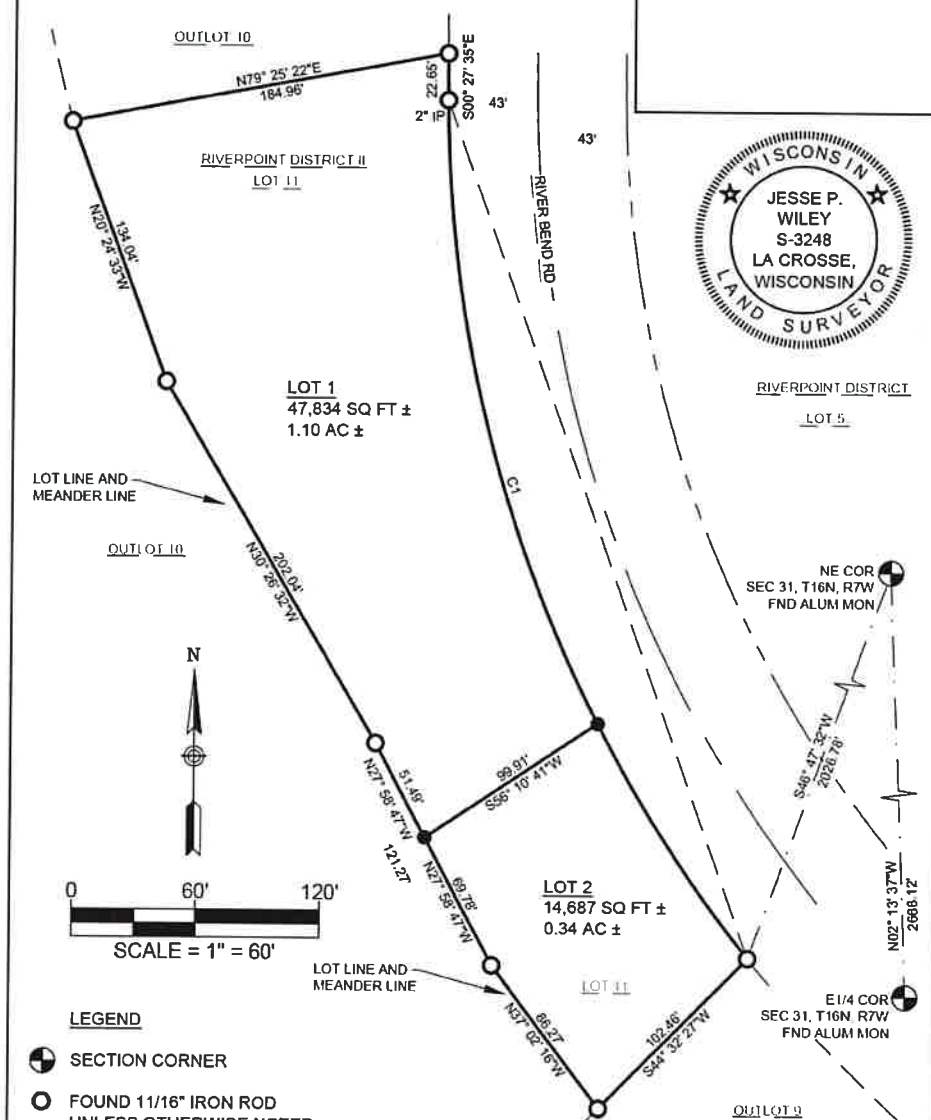 OUTLOT 10
N79° 25' 22"E
184.96'
22.65'
S00° 27' 35"E
2" IP
43'
43'
RIVERPOINT DISTRICT II
LOT 11
RIVER BEND RD
WISCONSIN
JESSE P.
WILEY
S-3248
LA CROSSE,
WISCONSIN
LAND SURVEYOR
134.04'
N20° 24' 33"W
LOT 1
47,834 SQ FT ±
1.10 AC ±
RIVERPOINT DISTRICT
LOT 5
LOT LINE AND
MEANDER LINE
C1
OUTLOT 10
202.04'
N30° 26' 32"W
NE COR
SEC 31, T16N, R7W
FND ALUM MON
N
S46° 47' 32"W
2026.78'
51.49'
N27° 58' 47"W
99.91'
S56° 10' 41"W
121.27'
69.78'
N27° 58' 47"W
N02° 13' 37"W
2688.12'
0 60' 120'
SCALE = 1" = 60'
LOT 2
14,687 SQ FT ±
0.34 AC ±
LOT LINE AND
MEANDER LINE
LOT 11
86.27'
N37° 02' 16"W
102.46'
S44° 32' 27"W
E1/4 COR
SEC 31, T16N, R7W
FND ALUM MON
LEGEND
SECTION CORNER
FOUND 11/16" IRON ROD
UNLESS OTHERWISE NOTED
OUTLOT 9